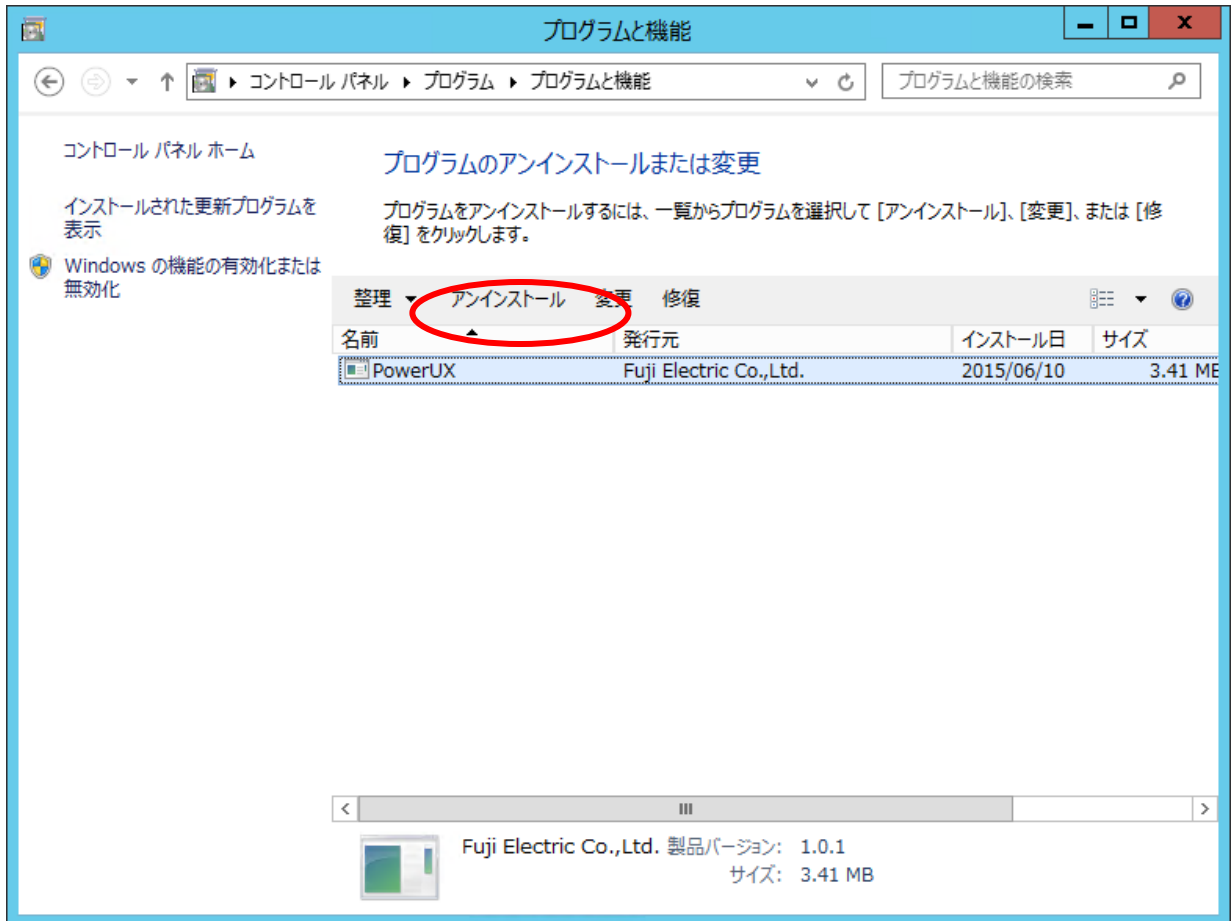 プログラムと機能
コントロール パネル ▶ プログラム ▶ プログラムと機能
プログラムと機能の検索
コントロール パネル ホーム
インストールされた更新プログラムを
表示
Windows の機能の有効化または
無効化
プログラムのアンインストールまたは変更
プログラムをアンインストールするには、一覧からプログラムを選択して [アンインストール]、[変更]、または [修
復] をクリックします。
整理 ▼ アンインストール 変更 修復
名前 発行元 インストール日 サイズ
PowerUX Fuji Electric Co.,Ltd. 2015/06/10 3.41 ME
Fuji Electric Co.,Ltd. 製品バージョン: 1.0.1
サイズ: 3.41 MB